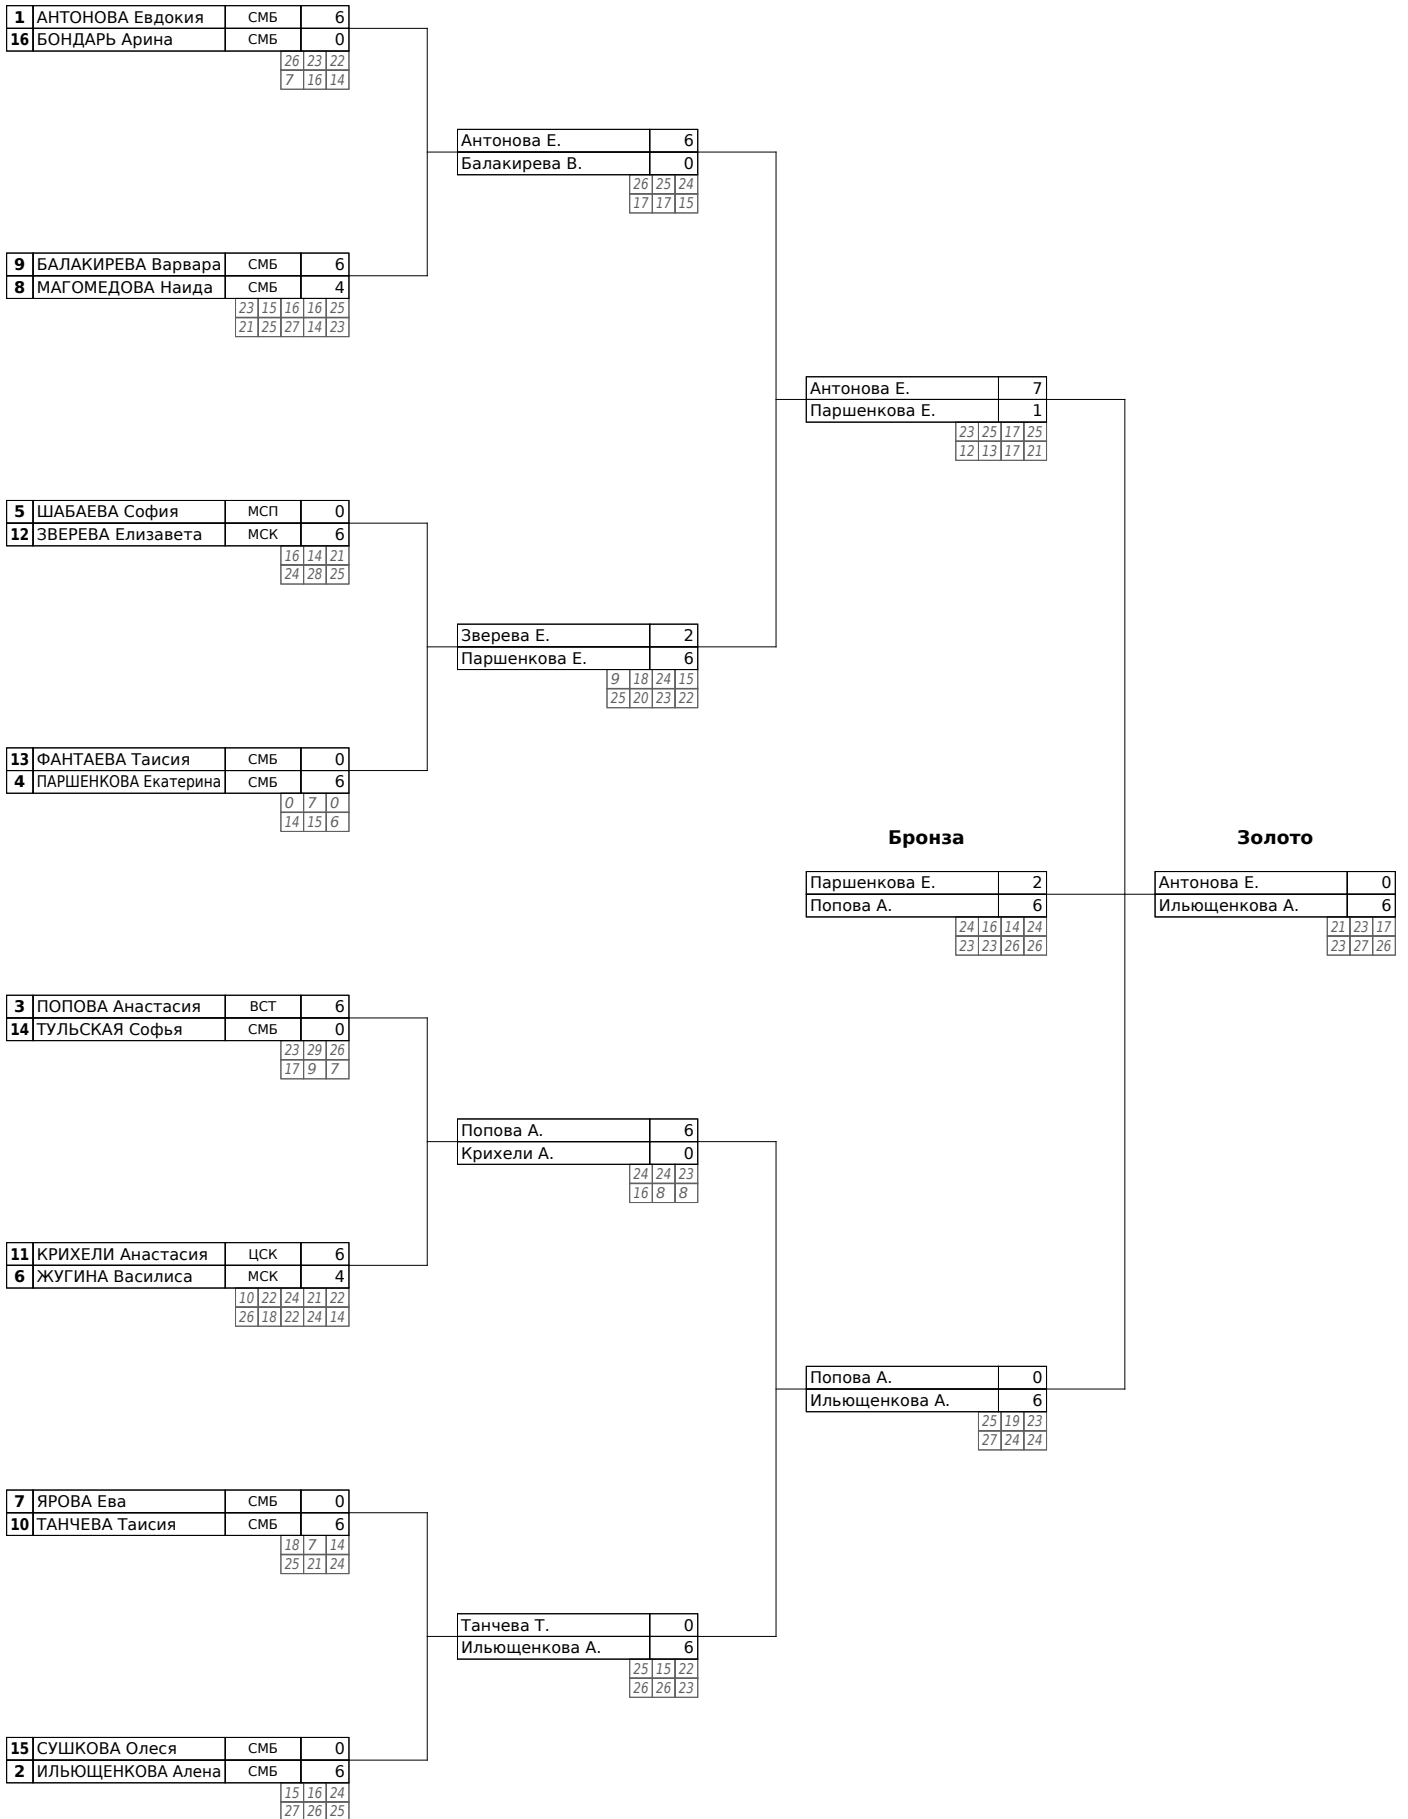 1 АНТОНОВА Евдокия СМБ 6
16 БОНДАРЬ Арина СМБ 0
26 23 22
7 16 14
Антонова Е. 6
Балакирева В. 0
26 25 24
17 17 15
9 БАЛАКИРЕВА Варвара СМБ 6
8 МАГОМЕДОВА Наида СМБ 4
23 15 16 16 25
21 25 27 14 23
Антонова Е. 7
Паршенкова Е. 1
23 25 17 25
12 13 17 21
5 ШАБАЕВА София МСП 0
12 ЗВЕРЕВА Елизавета МСК 6
16 14 21
24 28 25
Зверева Е. 2
Паршенкова Е. 6
9 18 24 15
25 20 23 22
13 ФАНТАЕВА Таисия СМБ 0
4 ПАРШЕНКОВА Екатерина СМБ 6
0 7 0
14 15 6
Бронза Золото
Паршенкова Е. 2 Антонова Е. 0
Попова А. 6 Ильющенкова А. 6
24 16 14 24 21 23 17
23 23 26 26 23 27 26
3 ПОПОВА Анастасия ВСТ 6
14 ТУЛЬСКАЯ Софья СМБ 0
23 29 26
17 9 7
Попова А. 6
Крихели А. 0
24 24 23
16 8 8
11 КРИХЕЛИ Анастасия ЦСК 6
6 ЖУГИНА Василиса МСК 4
10 22 24 21 22
26 18 22 24 14
Попова А. 0
Ильющенкова А. 6
25 19 23
27 24 24
7 ЯРОВА Ева СМБ 0
10 ТАНЧЕВА Таисия СМБ 6
18 7 14
25 21 24
Танчева Т. 0
Ильющенкова А. 6
25 15 22
26 26 23
15 СУШКОВА Олеся СМБ 0
2 ИЛЬЮЩЕНКОВА Алена СМБ 6
15 16 24
27 26 25